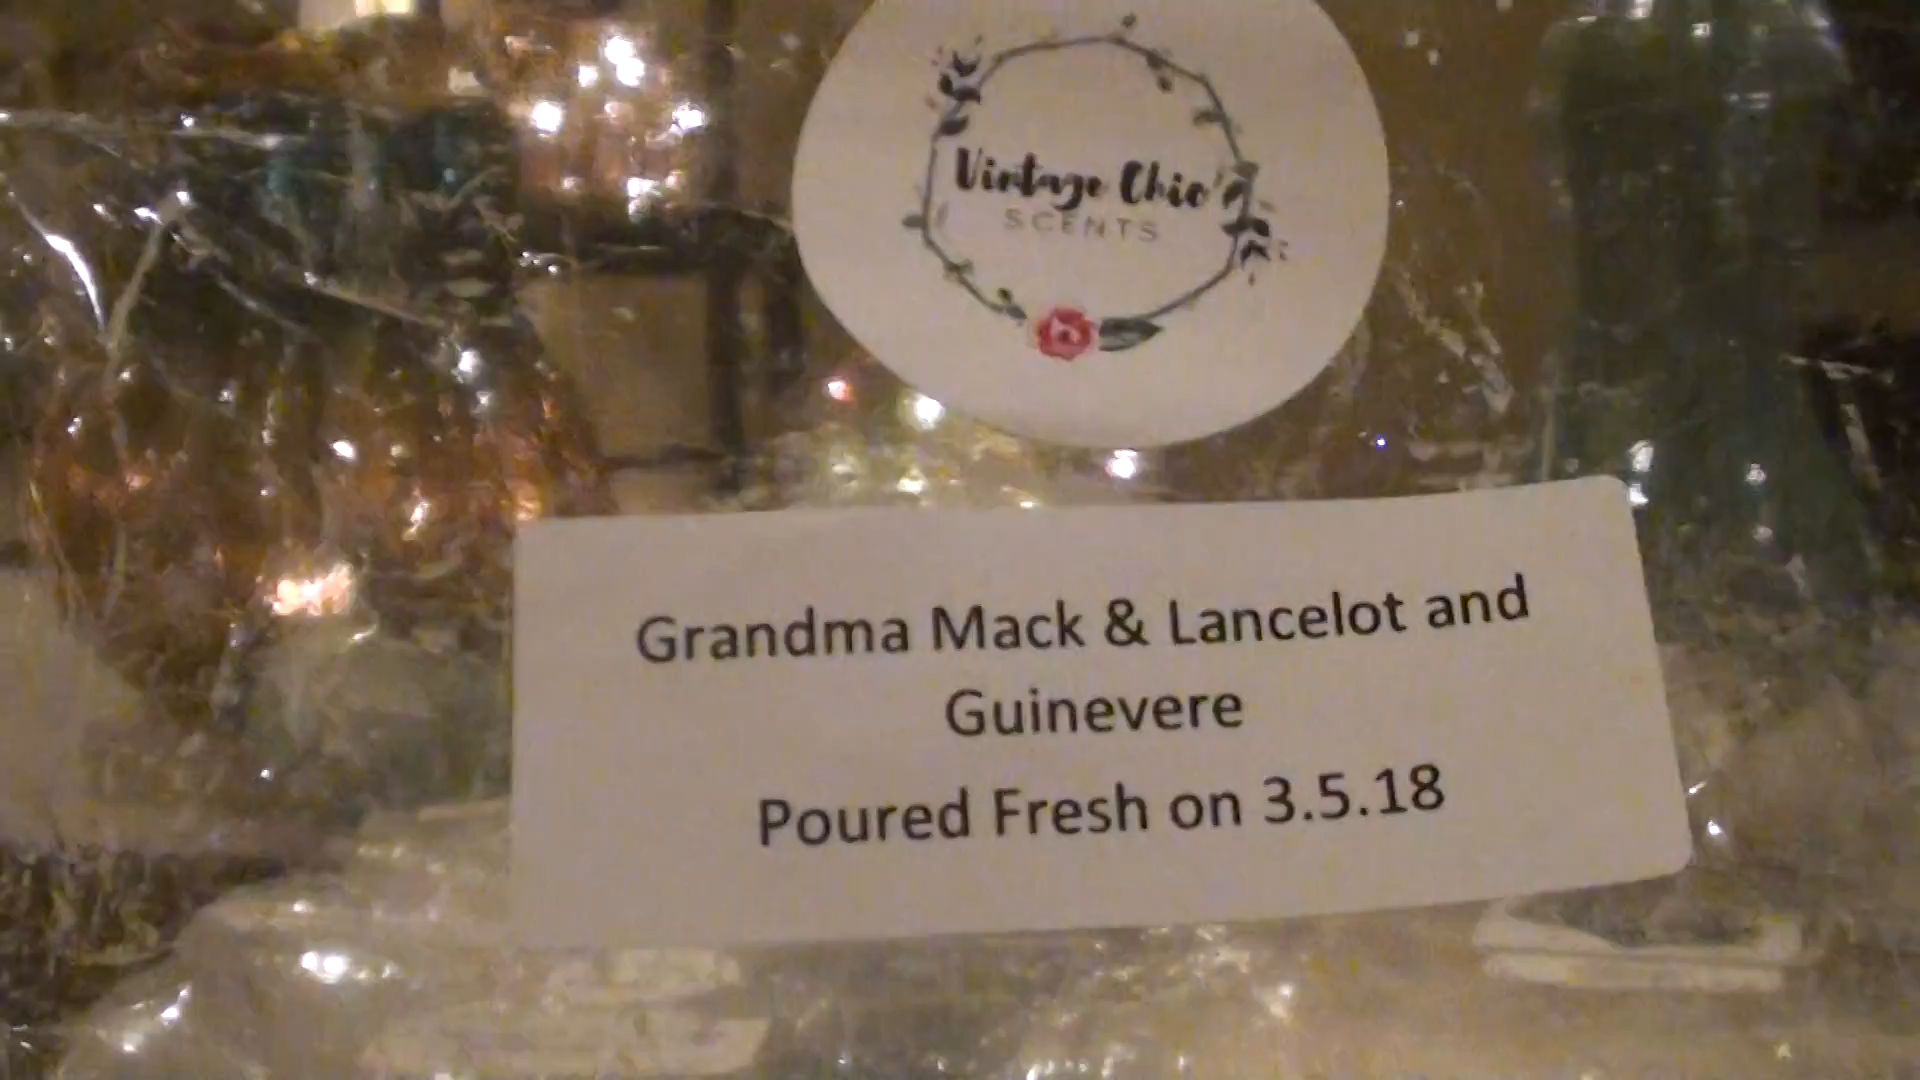 Vintage Chic's
SCENTS
Grandma Mack & Lancelot and
Guinevere
Poured Fresh on 3.5.18